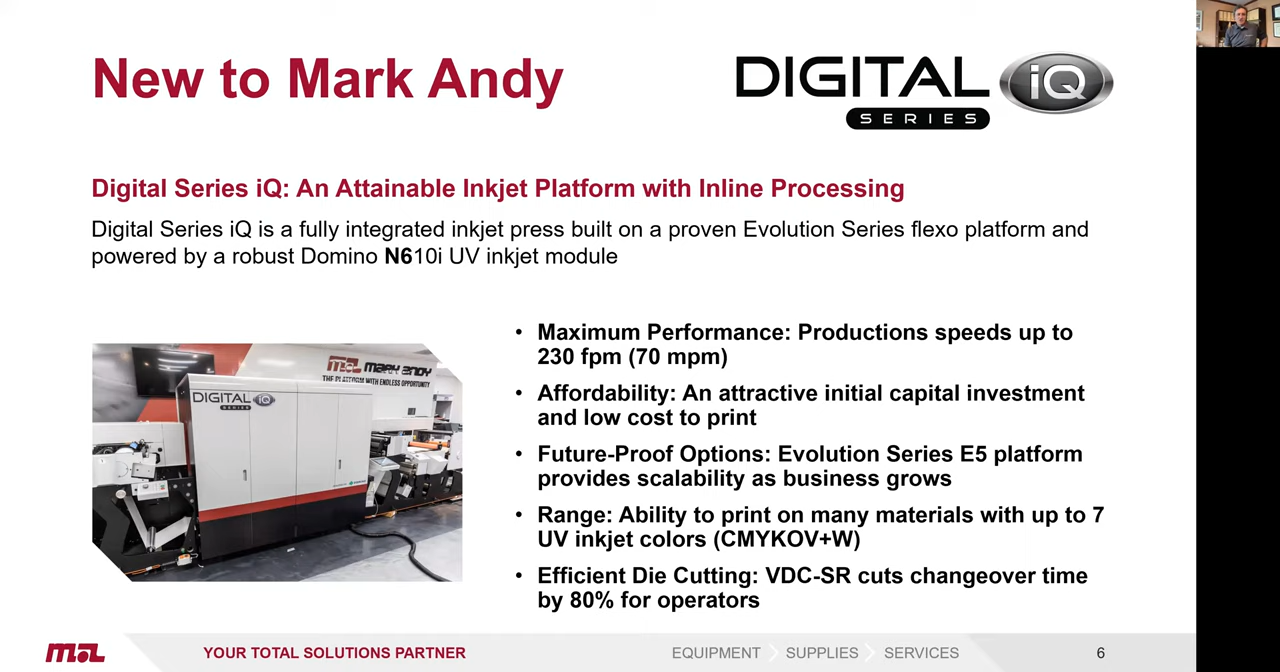 New to Mark Andy
DIGITAL iQ
SERIES
Digital Series iQ: An Attainable Inkjet Platform with Inline Processing
Digital Series iQ is a fully integrated inkjet press built on a proven Evolution Series flexo platform and
powered by a robust Domino N610i UV inkjet module
MARK ANDY
THE PLATFORM WITH ENDLESS OPPORTUNITY
DIGITAL iQ
SERIES
• Maximum Performance: Productions speeds up to
230 fpm (70 mpm)
• Affordability: An attractive initial capital investment
and low cost to print
• Future-Proof Options: Evolution Series E5 platform
provides scalability as business grows
• Range: Ability to print on many materials with up to 7
UV inkjet colors (CMYKOV+W)
• Efficient Die Cutting: VDC-SR cuts changeover time
by 80% for operators
YOUR TOTAL SOLUTIONS PARTNER
EQUIPMENT SUPPLIES SERVICES
6